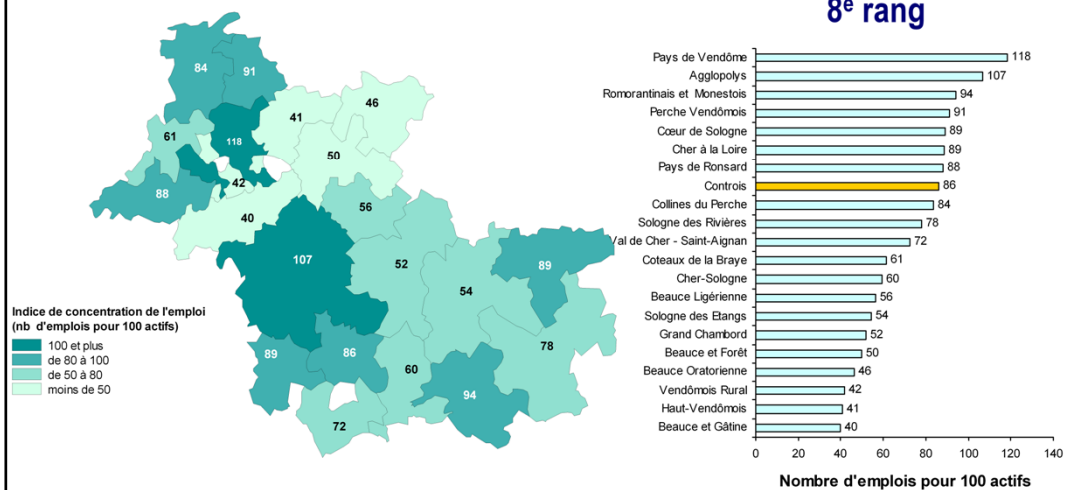 8e rang
84
91
46
41
61
118
50
42
88
40
56
107
52
89
54
78
89
86
60
94
72
Indice de concentration de l'emploi
(nb d'emplois pour 100 actifs)
100 et plus
de 80 à 100
de 50 à 80
moins de 50
Pays de Vendôme 118
Agglopolys 107
Romorantinais et Monestois 94
Perche Vendômois 91
Cœur de Sologne 89
Cher à la Loire 89
Pays de Ronsard 88
Controis 86
Collines du Perche 84
Sologne des Rivières 78
Val de Cher - Saint-Aignan 72
Coteaux de la Braye 61
Cher-Sologne 60
Beauce Ligérienne 56
Sologne des Etangs 54
Grand Chambord 52
Beauce et Forêt 50
Beauce Oratorienne 46
Vendômois Rural 42
Haut-Vendômois 41
Beauce et Gâtine 40
0 20 40 60 80 100 120 140
Nombre d'emplois pour 100 actifs